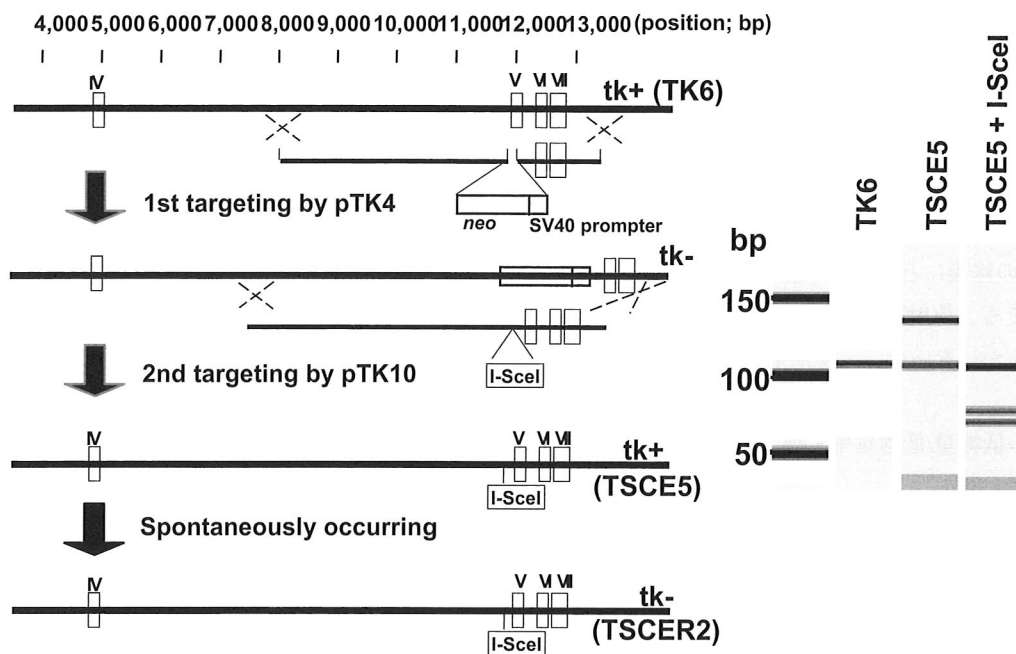 4,000 5,000 6,000 7,000 8,000 9,000 10,000 11,000 12,000 13,000 (position; bp)
IV V VI VII
tk+ (TK6)
1st targeting by pTK4
neo SV40 prompter
tk-
2nd targeting by pTK10
I-SceI
IV V VI VII
tk+
(TSCE5)
I-SceI
Spontaneously occurring
IV V VI VII
tk-
(TSCER2)
I-SceI
bp
TK6
TSCE5
TSCE5 + I-SceI
150
100
50